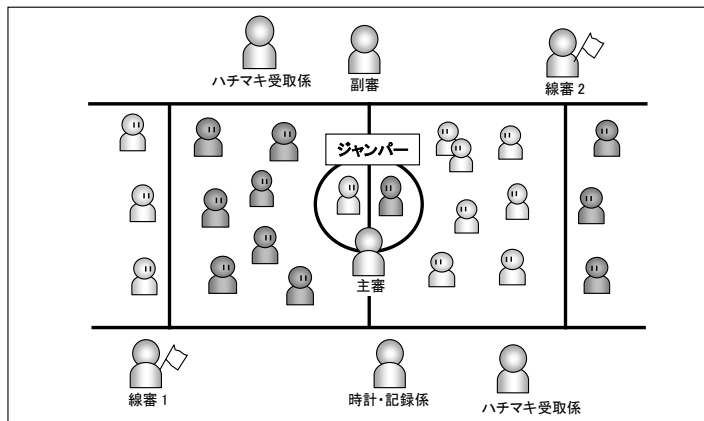 ハチマキ受取係
副審
線審 2
ジャンパー
主審
線審 1
時計・記録係
ハチマキ受取係